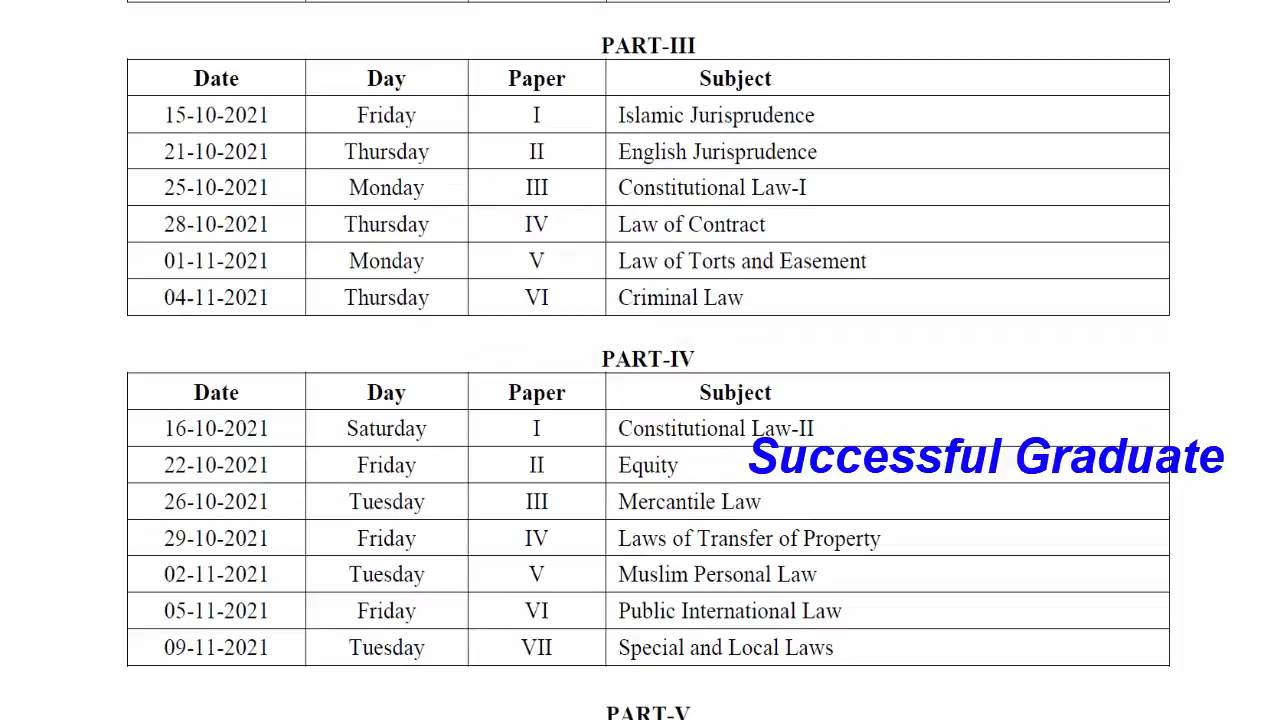 PART-III
Date Day Paper Subject
15-10-2021 Friday I Islamic Jurisprudence
21-10-2021 Thursday II English Jurisprudence
25-10-2021 Monday III Constitutional Law-I
28-10-2021 Thursday IV Law of Contract
01-11-2021 Monday V Law of Torts and Easement
04-11-2021 Thursday VI Criminal Law
PART-IV
Date Day Paper Subject
16-10-2021 Saturday I Constitutional Law-II
22-10-2021 Friday II Equity
Successful Graduate
26-10-2021 Tuesday III Mercantile Law
29-10-2021 Friday IV Laws of Transfer of Property
02-11-2021 Tuesday V Muslim Personal Law
05-11-2021 Friday VI Public International Law
09-11-2021 Tuesday VII Special and Local Laws
PART-V